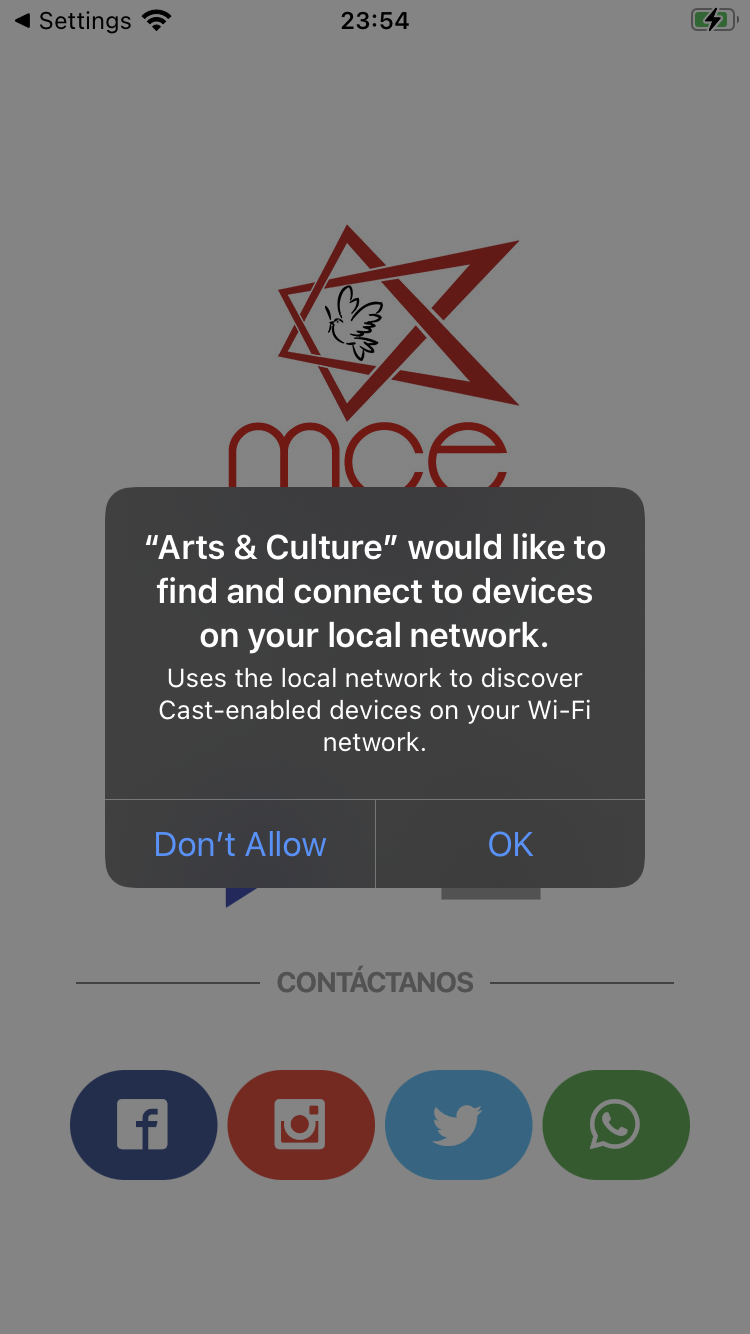 Settings
23:54
mce
“Arts & Culture” would like to
find and connect to devices
on your local network.
Uses the local network to discover
Cast-enabled devices on your Wi-Fi
network.
Don’t Allow
OK
CONTÁCTANOS